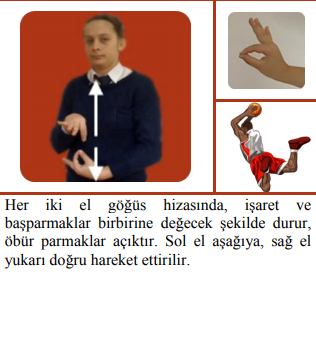 Her iki el göğüs hizasında, işaret ve
başparmaklar birbirine değecek şekilde durur,
öbür parmaklar açıktır. Sol el aşağıya, sağ el
yukarı doğru hareket ettirilir.